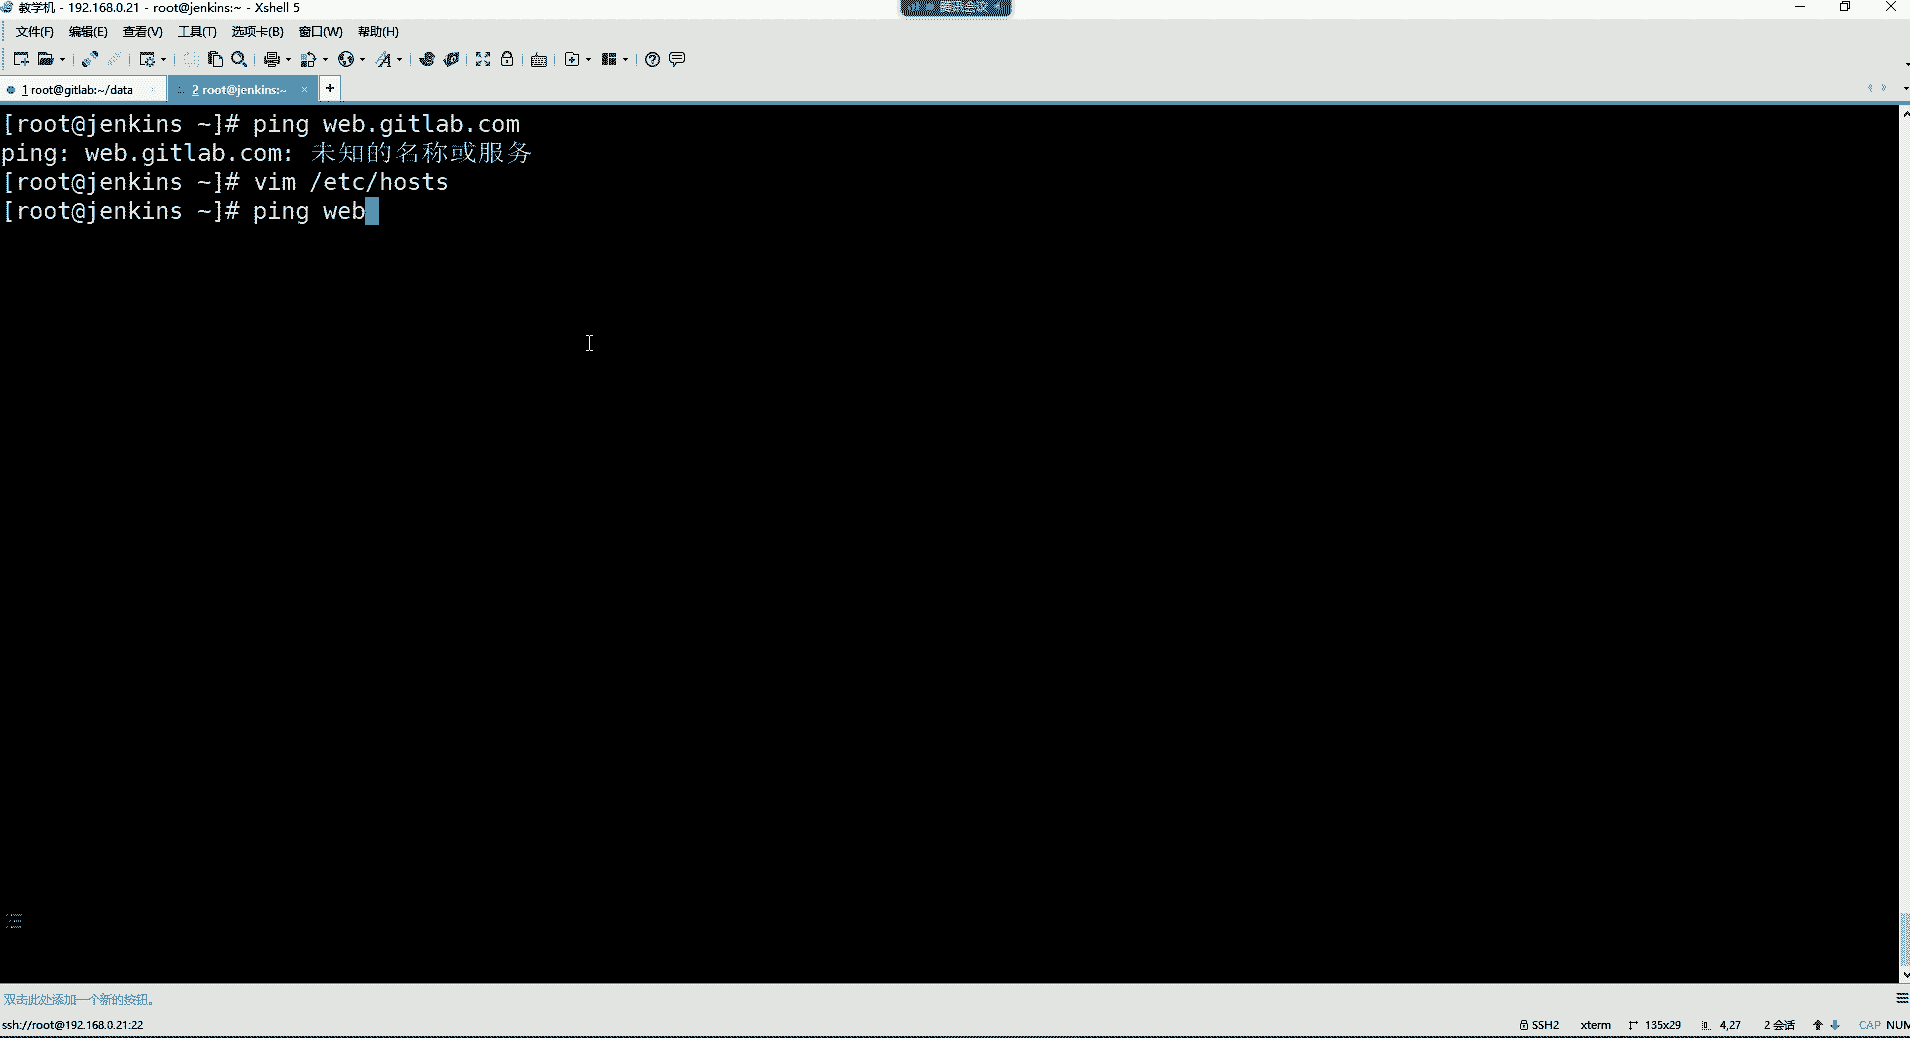 教学机 - 192.168.0.21 - root@jenkins:~ - Xshell 5
腾讯会议
文件(F) 编辑(E) 查看(V) 工具(T) 选项卡(B) 窗口(W) 帮助(H)
1 root@gitlab:~/data × 2 root@jenkins:~ × +
[root@jenkins ~]# ping web.gitlab.com
ping: web.gitlab.com: 未知的名称或服务
[root@jenkins ~]# vim /etc/hosts
[root@jenkins ~]# ping web
双击此处添加一个新的按钮。
ssh://root@192.168.0.21:22 SSH2 xterm 135x29 4,27 2 会话 CAP NUM